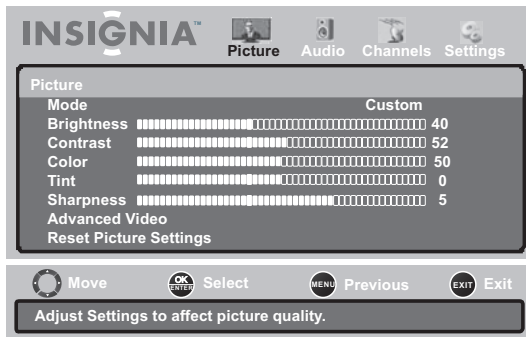 INSIGNIA™
Picture Audio Channels Settings
Picture
Mode Custom
Brightness 40
Contrast 52
Color 50
Tint 0
Sharpness 5
Advanced Video
Reset Picture Settings
Move OK ENTER Select MENU Previous EXIT Exit
Adjust Settings to affect picture quality.